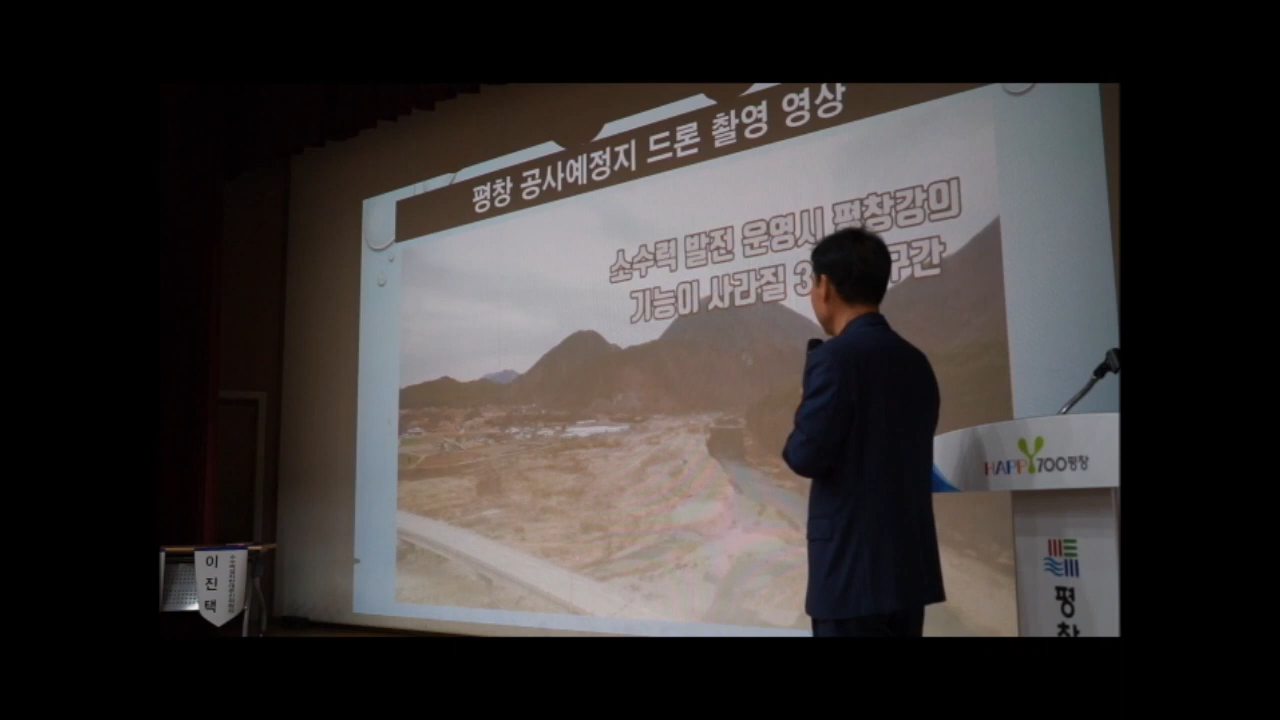 평창 공사예정지 드론 촬영 영상
소수력 발전 운영시 평창강의
기능이 사라질 3 구간
HAPPY700평창
평창
이진택